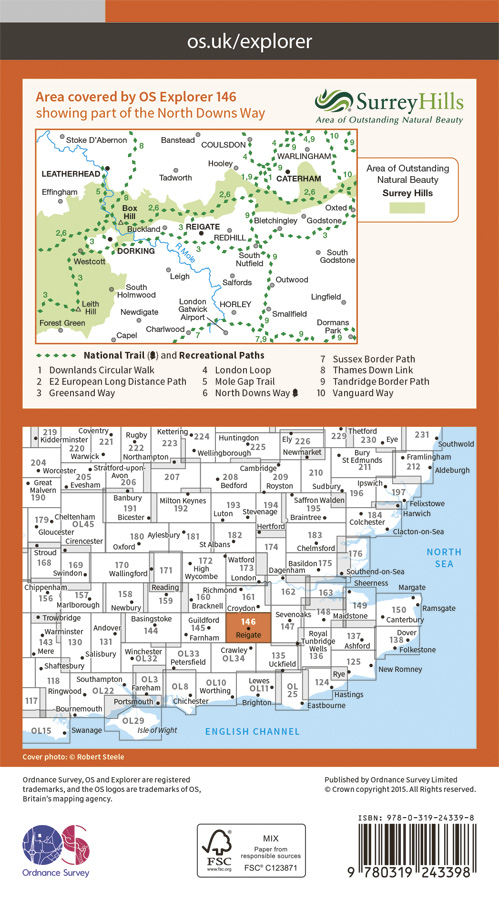 os.uk/explorer
Area covered by OS Explorer 146
showing part of the North Downs Way
SurreyHills
Area of Outstanding Natural Beauty
Stoke D'Abernon
Banstead
COULSDON
WARLINGHAM
Hooley
LEATHERHEAD
Tadworth
CATERHAM
Effingham
Box
Hill
Oxted
Buckland
REIGATE
Bletchingley
Godstone
REDHILL
DORKING
R Mole
Westcott
South
Nutfield
South
Godstone
Leigh
Salfords
Outwood
South
Holmwood
Lingfield
Leith
Hill
Newdigate
London
Gatwick
Airport
HORLEY
Smallfield
Forest Green
Charlwood
Dormans
Park
Capel
Area of Outstanding
Natural Beauty
Surrey Hills
National Trail () and Recreational Paths
1 Downlands Circular Walk
2 E2 European Long Distance Path
3 Greensand Way
4 London Loop
5 Mole Gap Trail
6 North Downs Way
7 Sussex Border Path
8 Thames Down Link
9 Tandridge Border Path
10 Vanguard Way
219
Kidderminster
220
Coventry
221
Rugby
222
Kettering
223
224
Huntingdon
225
Ely 226
229
Thetford
230
Eye
231
Southwold
Warwick
Northampton
Wellingborough
Newmarket
Bury
St Edmunds
211
Framlingham
212
Aldeburgh
204
Worcester
205
Evesham
Stratford-upon-
Avon
206
207
208
Bedford
Cambridge
209
Royston
210
Sudbury
Ipswich
196
197
Great
Malvern
190
Banbury
191
Bicester
Milton Keynes
192
193
Luton
194
Stevenage
Saffron Walden
195
Braintree
184
Colchester
Felixstowe
Harwich
Clacton-on-Sea
179
Cheltenham
OL45
Gloucester
Cirencester
180
Oxford
Aylesbury
181
St Albans
182
Hertford
174
183
Chelmsford
176
Stroud
168
169
Swindon
170
Wallingford
171
172
High
Wycombe
Watford
173
London
Dagenham
Basildon 175
Southend-on-Sea
NORTH
SEA
Chippenham
156
157
Marlborough
158
Newbury
Reading
159
Richmond
160
Bracknell
161
Croydon
162
163
Sheerness
149
Margate
Ramsgate
150
Canterbury
Trowbridge
Warminster
143
Mere
130
Salisbury
Andover
131
Basingstoke
144
Guildford
145
Farnham
146
Reigate
Sevenoaks
147
148
Maidstone
Royal
Tunbridge
Wells
136
137
Ashford
Dover
138
Folkestone
Shaftesbury
Winchester
OL32
OL33
Petersfield
Crawley
OL34
135
Uckfield
125
New Romney
118
Ringwood
Southampton
OL22
OL3
Fareham
Portsmouth
OL8
Chichester
OL10
Worthing
Lewes
OL11
Brighton
OL
25
124
Rye
Hastings
Eastbourne
117
Bournemouth
OL15
Swanage
OL29
Isle of Wight
ENGLISH CHANNEL
Cover photo: © Robert Steele
Ordnance Survey, OS and Explorer are registered
trademarks, and the OS logos are trademarks of OS,
Britain's mapping agency.
Published by Ordnance Survey Limited
© Crown copyright 2015. All Rights Reserved.
OS
Ordnance Survey
FSC
www.fsc.org
MIX
Paper from
responsible sources
FSC® C123871
ISBN: 978-0-319-24339-8
9 780319 243398